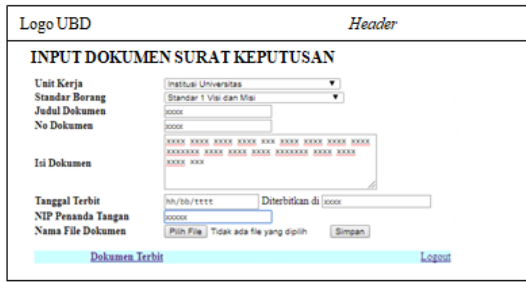 Logo UBD Header
INPUT DOKUMEN SURAT KEPUTUSAN
Unit Kerja Institusi Universitas
Standar Borang Standar 1 Visi dan Misi
Judul Dokumen xxxx
No Dokumen xxxx
xxxx xxxx xxxx xxxx xxx xxxx xxxx xxxx xxxx
xxxxxxx xxxx xxxx xxxx xxxxxxx xxxx xxxx
Isi Dokumen xxxx xxx
Tanggal Terbit hh/bb/tttt Diterbitkan di xxxx
NIP Penanda Tangan xxxxx
Nama File Dokumen Pilih File Tidak ada file yang dipilih Simpan
Dokumen Terbit Logout